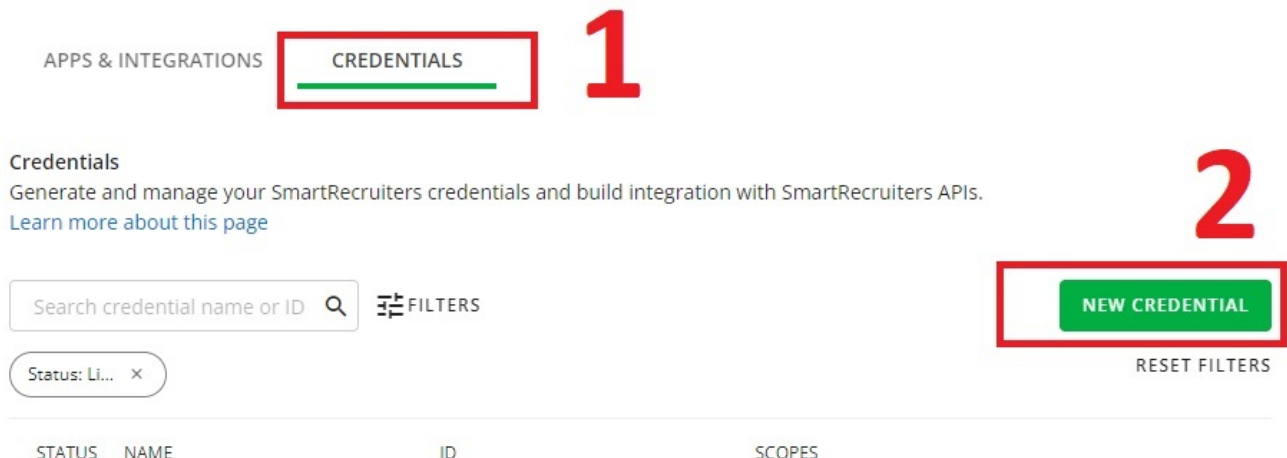 APPS & INTEGRATIONS CREDENTIALS 1
Credentials
Generate and manage your SmartRecruiters credentials and build integration with SmartRecruiters APIs.
Learn more about this page
2
Search credential name or ID FILTERS NEW CREDENTIAL
Status: Li... × RESET FILTERS
STATUS NAME ID SCOPES